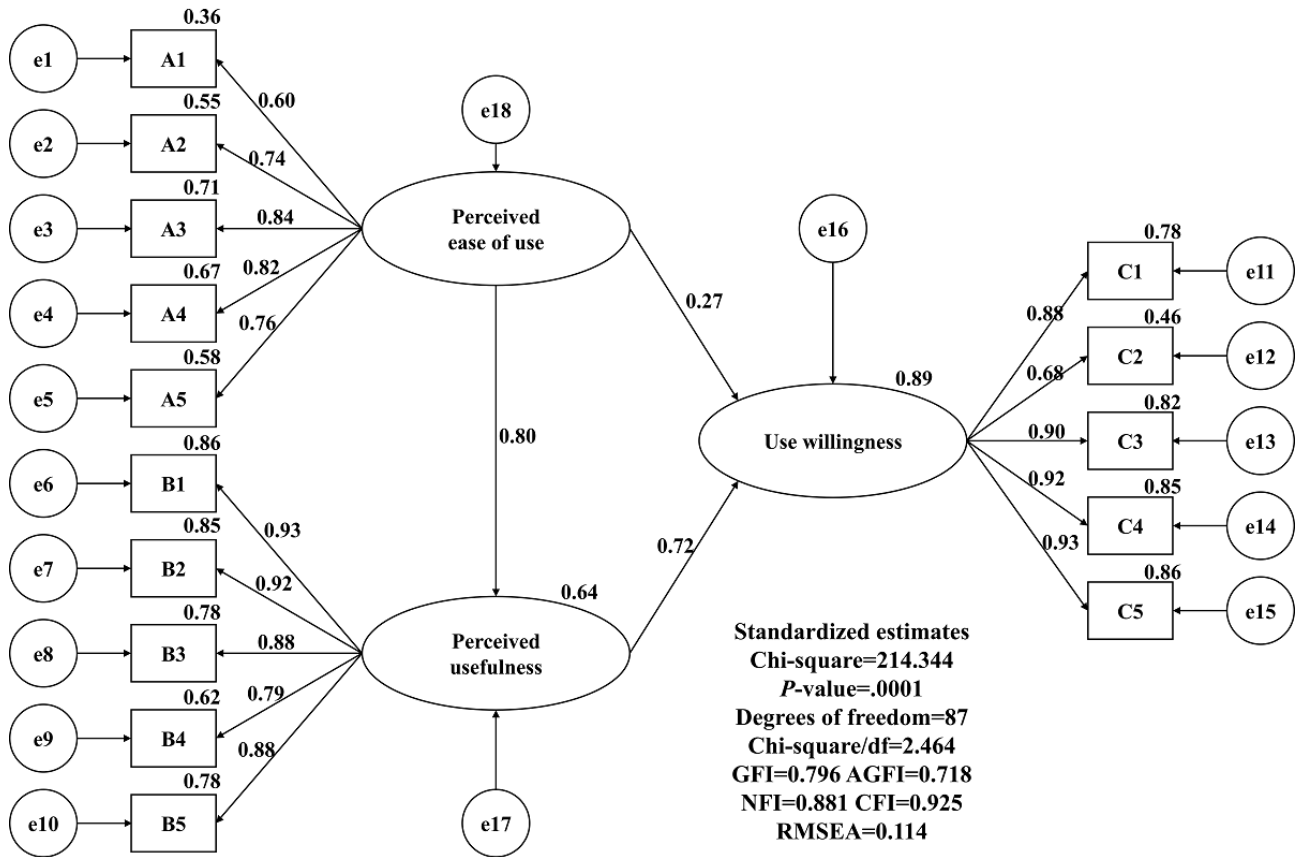 0.36
e1
A1
0.60
0.55
e2
A2
0.74
0.71
e3
A3
0.84
0.67
e4
A4
0.82
0.58
e5
A5
0.76
0.86
e6
B1
0.93
0.85
e7
B2
0.92
0.78
e8
B3
0.88
0.62
e9
B4
0.79
0.78
e10
B5
0.88
e18
Perceived
ease of use
0.80
0.64
Perceived
usefulness
e17
0.27
0.72
e16
0.89
Use willingness
0.88
0.78
C1
e11
0.68
0.46
C2
e12
0.90
0.82
C3
e13
0.92
0.85
C4
e14
0.93
0.86
C5
e15
Standardized estimates
Chi-square=214.344
P-value=.0001
Degrees of freedom=87
Chi-square/df=2.464
GFI=0.796 AGFI=0.718
NFI=0.881 CFI=0.925
RMSEA=0.114